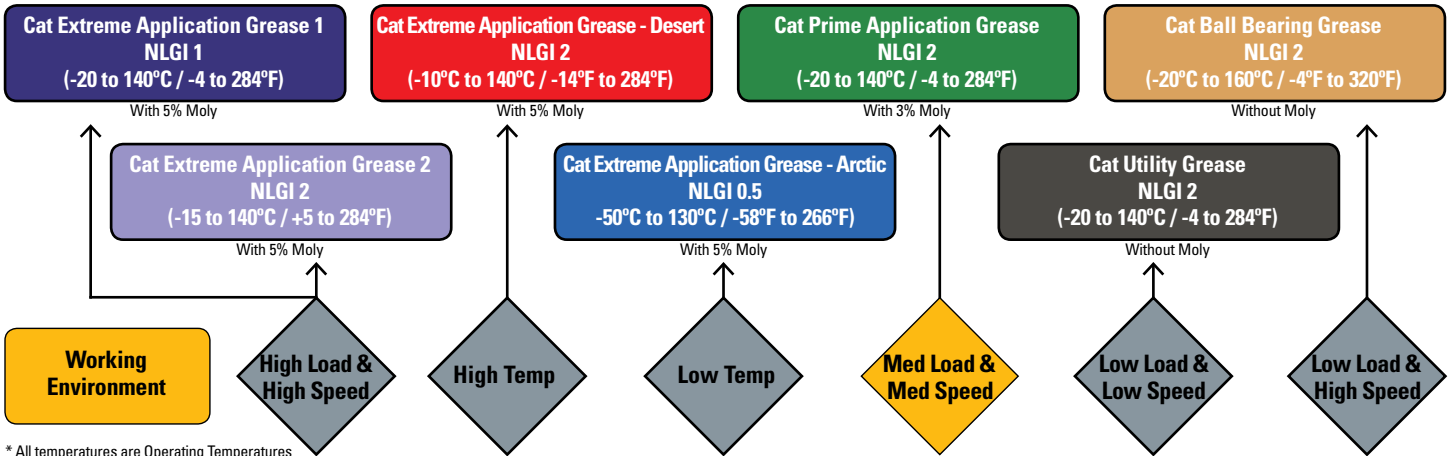 Cat Extreme Application Grease 1
NLGI 1
(-20 to 140ºC / -4 to 284ºF)
With 5% Moly
Cat Extreme Application Grease - Desert
NLGI 2
(-10ºC to 140ºC / -14ºF to 284ºF)
With 5% Moly
Cat Prime Application Grease
NLGI 2
(-20 to 140ºC / -4 to 284ºF)
With 3% Moly
Cat Ball Bearing Grease
NLGI 2
(-20ºC to 160ºC / -4ºF to 320ºF)
Without Moly
Cat Extreme Application Grease 2
NLGI 2
(-15 to 140ºC / +5 to 284ºF)
With 5% Moly
Cat Extreme Application Grease - Arctic
NLGI 0.5
-50ºC to 130ºC / -58ºF to 266ºF)
With 5% Moly
Cat Utility Grease
NLGI 2
(-20 to 140ºC / -4 to 284ºF)
Without Moly
Working
Environment
High Load &
High Speed
High Temp
Low Temp
Med Load &
Med Speed
Low Load &
Low Speed
Low Load &
High Speed
* All temperatures are Operating Temperatures